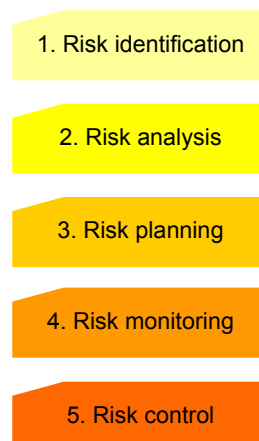 1. Risk identification
2. Risk analysis
3. Risk planning
4. Risk monitoring
5. Risk control